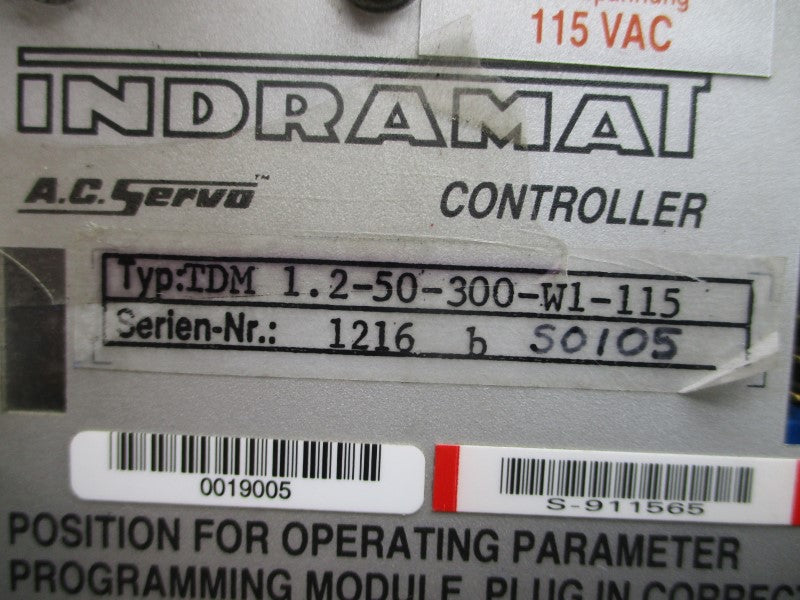 115 VAC
INDRAMAT
A.C. Servo™
CONTROLLER
Typ: TDM 1.2-50-300-W1-115
Serien-Nr.: 1216 b S0105
0019005
S-911565
POSITION FOR OPERATING PARAMETER
PROGRAMMING MODULE. PLUG IN CORRECT